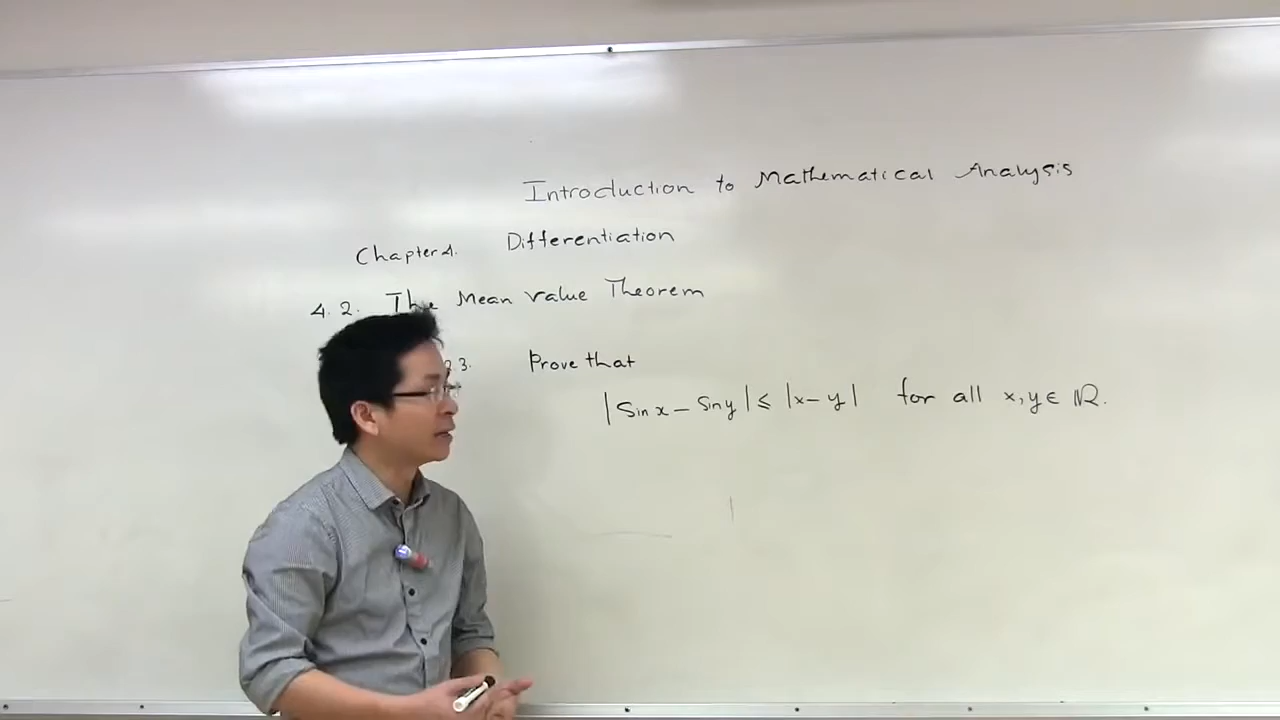 Introduction to Mathematical Analysis
Chapter 4. Differentiation
4.2. The Mean Value Theorem
Prove that
|sin x - sin y| ≤ |x - y| for all x, y ∈ ℝ.